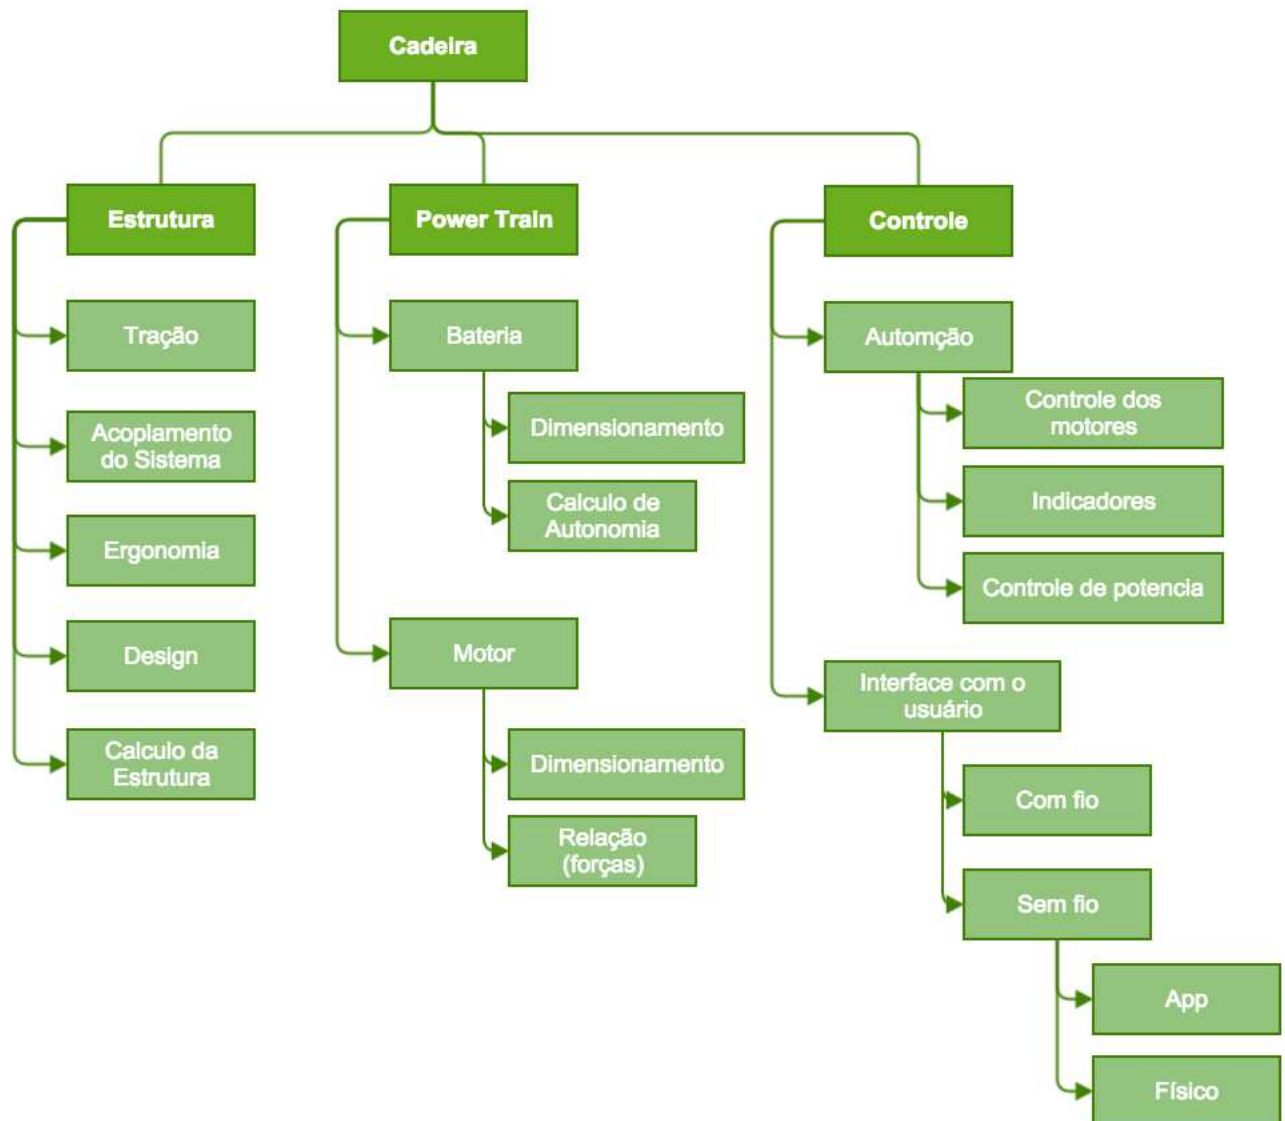 Cadeira
Estrutura
Power Train
Controle
Tração
Acoplamento
do Sistema
Ergonomia
Design
Calculo da
Estrutura
Bateria
Dimensionamento
Calculo de
Autonomia
Motor
Dimensionamento
Relação
(forças)
Automção
Controle dos
motores
Indicadores
Controle de potencia
Interface com o
usuário
Com fio
Sem fio
App
Físico